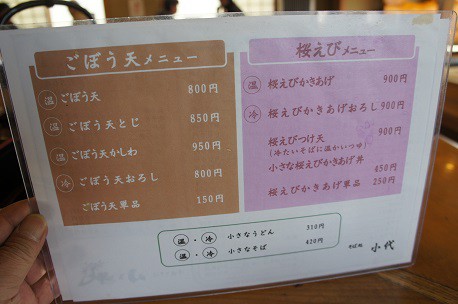 ごぼう天メニュー
温 ごぼう天 800円
温 ごぼう天とじ 850円
温 ごぼう天かしわ 950円
冷 ごぼう天おろし 800円
ごぼう天単品 150円
桜えびメニュー
温 桜えびかきあげ 900円
冷 桜えびかきあげおろし 900円
桜えびつけ天 900円
(冷たいそばに温かいつゆ)
小さな桜えびかきあげ丼 450円
桜えびかきあげ単品 250円
温・冷 小さなうどん 310円
温・冷 小さなそば 420円
そば処 小代